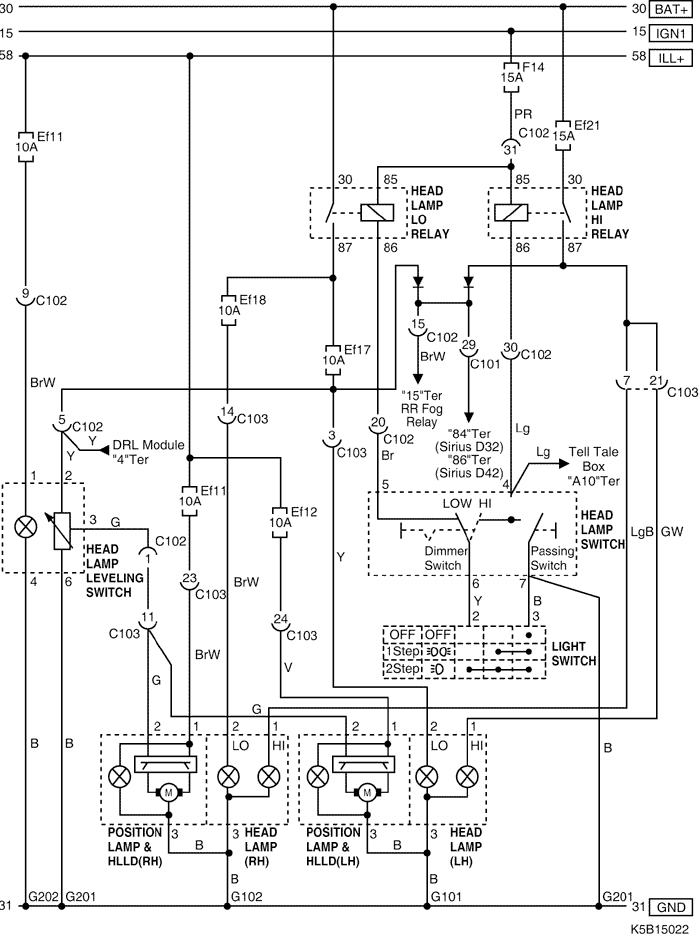 30
30 BAT+
15
15 IGN1
58
58 ILL+
F14
15A
PR
C102
31
Ef21
15A
Ef11
10A
30
85
HEAD
LAMP
LO
RELAY
87
86
85
30
HEAD
LAMP
HI
RELAY
86
87
9
C102
Ef18
10A
Ef17
10A
15
C102
BrW
29
C101
30
C102
7
21
C103
BrW
"15"Ter
RR Fog
Relay
"84"Ter
(Sirius D32)
"86"Ter
(Sirius D42)
Lg
5
C102
Y
Y
DRL Module
"4"Ter
14
C103
3
C103
20
C102
Br
Lg
Tell Tale
Box
"A10"Ter
1
2
3
G
HEAD
LAMP
LEVELING
SWITCH
4
6
C102
1
Ef11
10A
Ef12
10A
5
4
LOW
HI
HEAD
LAMP
SWITCH
Dimmer
Switch
Passing
Switch
6
7
LgB
GW
Y
BrW
23
C103
11
C103
24
C103
Y
B
2
3
OFF
OFF
1Step
2Step
LIGHT
SWITCH
BrW
V
G
G
B
B
B
2
1
2
1
LO
HI
2
1
2
1
LO
HI
M
M
3
3
3
3
POSITION
LAMP &
HLLD(RH)
HEAD
LAMP
(RH)
POSITION
LAMP &
HLLD(LH)
HEAD
LAMP
(LH)
B
B
B
B
31
G202
G201
G102
G101
G201
31 GND
K5B15022